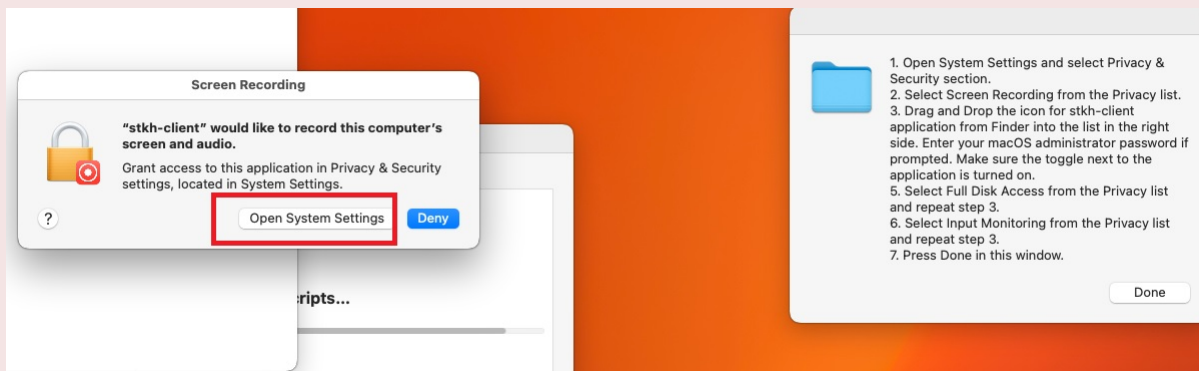 Screen Recording
“stkh-client” would like to record this computer’s
screen and audio.
Grant access to this application in Privacy & Security
settings, located in System Settings.
?
Open System Settings
Deny
cripts...
1. Open System Settings and select Privacy &
Security section.
2. Select Screen Recording from the Privacy list.
3. Drag and Drop the icon for stkh-client
application from Finder into the list in the right
side. Enter your macOS administrator password if
prompted. Make sure the toggle next to the
application is turned on.
5. Select Full Disk Access from the Privacy list
and repeat step 3.
6. Select Input Monitoring from the Privacy list
and repeat step 3.
7. Press Done in this window.
Done